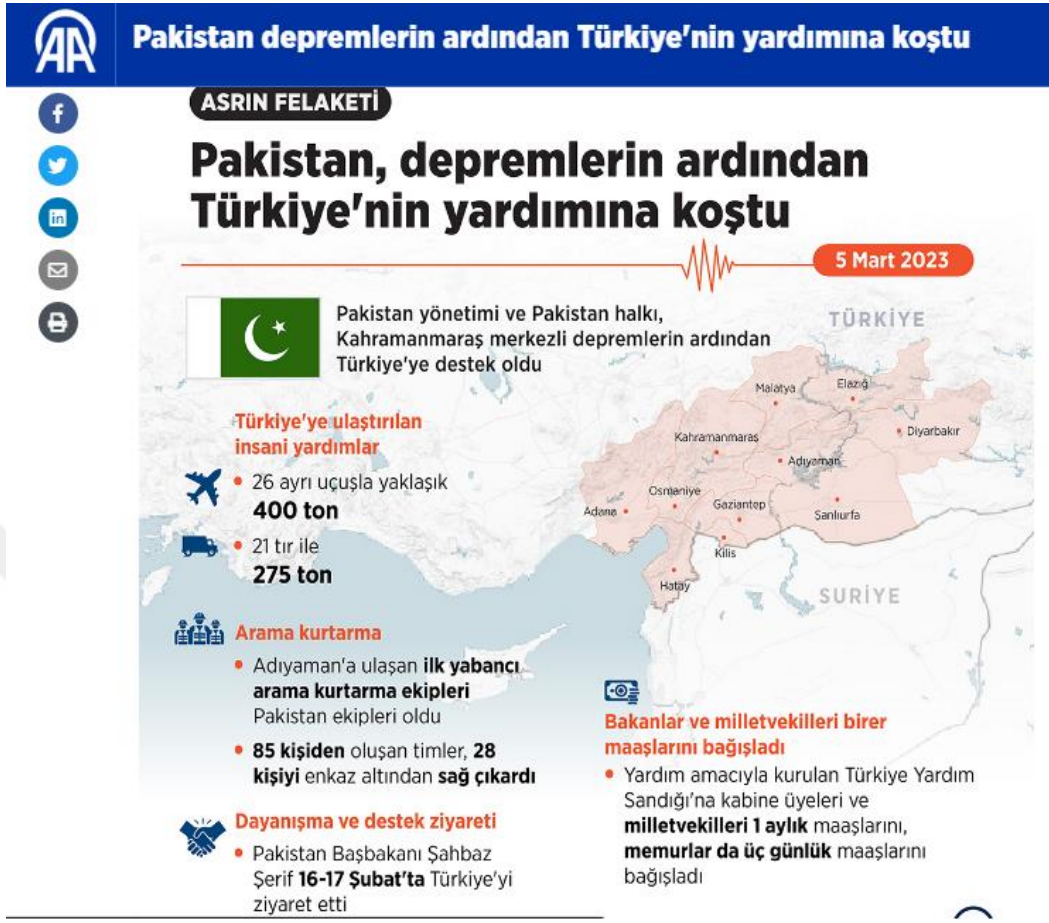 AA
Pakistan depremlerin ardından Türkiye'nin yardımına koştu
ASRIN FELAKETİ
Pakistan, depremlerin ardından
Türkiye'nin yardımına koştu
5 Mart 2023
Pakistan yönetimi ve Pakistan halkı,
Kahramanmaraş merkezli depremlerin ardından
Türkiye'ye destek oldu
TÜRKİYE
Malatya
Elazığ
Diyarbakır
Kahramanmaraş
Adıyaman
Osmaniye
Gaziantep
Adana
Şanlıurfa
Kilis
Hatay
SURİYE
Türkiye'ye ulaştırılan
insani yardımlar
26 ayrı uçuşla yaklaşık
400 ton
21 tır ile
275 ton
Arama kurtarma
Adıyaman'a ulaşan ilk yabancı
arama kurtarma ekipleri
Pakistan ekipleri oldu
85 kişiden oluşan timler, 28
kişiyi enkaz altından sağ çıkardı
Dayanışma ve destek ziyareti
Pakistan Başbakanı Şahbaz
Şerif 16-17 Şubat'ta Türkiye'yi
ziyaret etti
Bakanlar ve milletvekilleri birer
maaşlarını bağışladı
Yardım amacıyla kurulan Türkiye Yardım
Sandığı'na kabine üyeleri ve
milletvekilleri 1 aylık maaşlarını,
memurlar da üç günlük maaşlarını
bağışladı